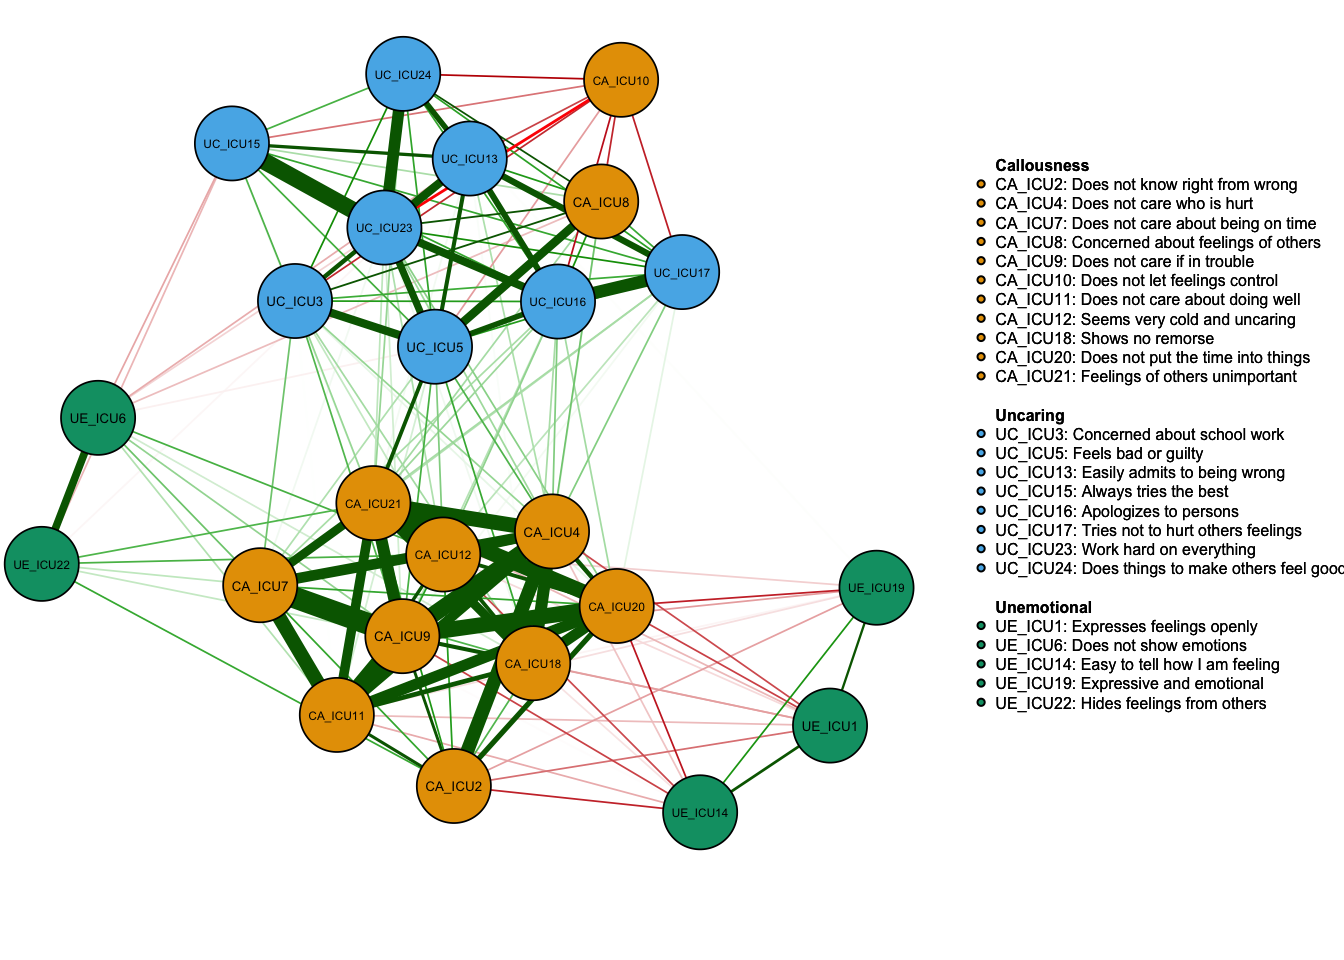 UC_ICU24
CA_ICU10
UC_ICU15
UC_ICU13
CA_ICU8
UC_ICU23
UC_ICU17
UC_ICU3
UC_ICU16
UC_ICU5
UE_ICU6
CA_ICU21
CA_ICU4
CA_ICU12
UE_ICU22
CA_ICU7
UE_ICU19
CA_ICU20
CA_ICU9
CA_ICU18
CA_ICU11
UE_ICU1
CA_ICU2
UE_ICU14
Callousness
CA_ICU2: Does not know right from wrong
CA_ICU4: Does not care who is hurt
CA_ICU7: Does not care about being on time
CA_ICU8: Concerned about feelings of others
CA_ICU9: Does not care if in trouble
CA_ICU10: Does not let feelings control
CA_ICU11: Does not care about doing well
CA_ICU12: Seems very cold and uncaring
CA_ICU18: Shows no remorse
CA_ICU20: Does not put the time into things
CA_ICU21: Feelings of others unimportant
Uncaring
UC_ICU3: Concerned about school work
UC_ICU5: Feels bad or guilty
UC_ICU13: Easily admits to being wrong
UC_ICU15: Always tries the best
UC_ICU16: Apologizes to persons
UC_ICU17: Tries not to hurt others feelings
UC_ICU23: Work hard on everything
UC_ICU24: Does things to make others feel good
Unemotional
UE_ICU1: Expresses feelings openly
UE_ICU6: Does not show emotions
UE_ICU14: Easy to tell how I am feeling
UE_ICU19: Expressive and emotional
UE_ICU22: Hides feelings from others